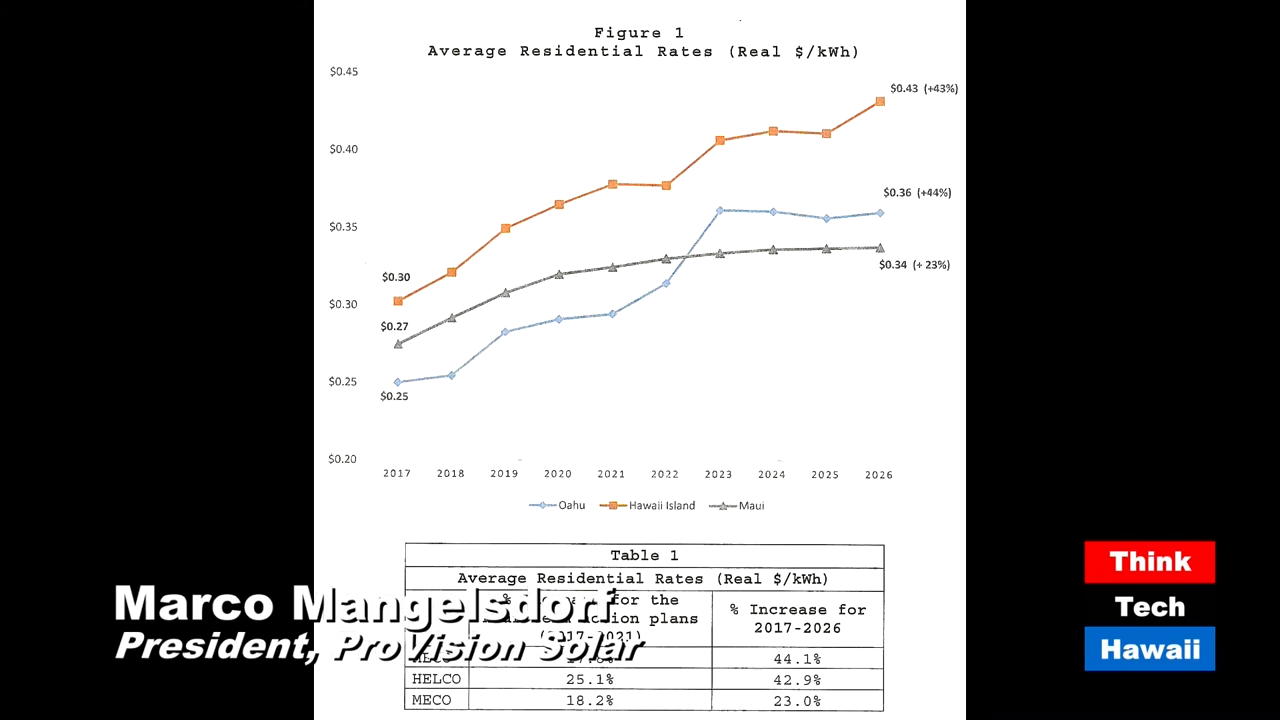 Figure 1
Average Residential Rates (Real $/kWh)
$0.45
$0.43 (+43%)
$0.40
$0.36 (+44%)
$0.35
$0.34 (+ 23%)
$0.30
$0.30
$0.27
$0.25
$0.25
$0.20
2017 2018 2019 2020 2021 2022 2023 2024 2025 2026
Oahu Hawaii Island Maui
Table 1
Average Residential Rates (Real $/kWh)
for the
plans
(2017-2021)
% Increase for
2017-2026
44.1%
HELCO 25.1% 42.9%
MECO 18.2% 23.0%
Marco Mangelsdorf
President, ProVision Solar
Think
Tech
Hawaii